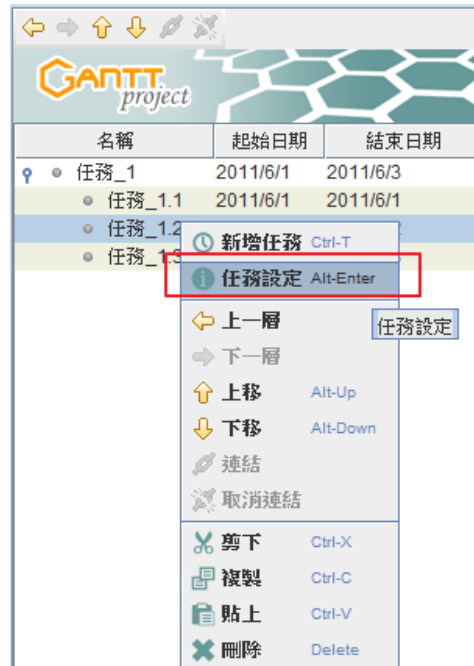 GANTT
project
名稱 起始日期 結束日期
任務_1 2011/6/1 2011/6/3
任務_1.1 2011/6/1 2011/6/1
任務_1.2
任務_1.3
新增任務 Ctrl-T
任務設定 Alt-Enter
上一層
任務設定
下一層
上移 Alt-Up
下移 Alt-Down
連結
取消連結
剪下 Ctrl-X
複製 Ctrl-C
貼上 Ctrl-V
刪除 Delete